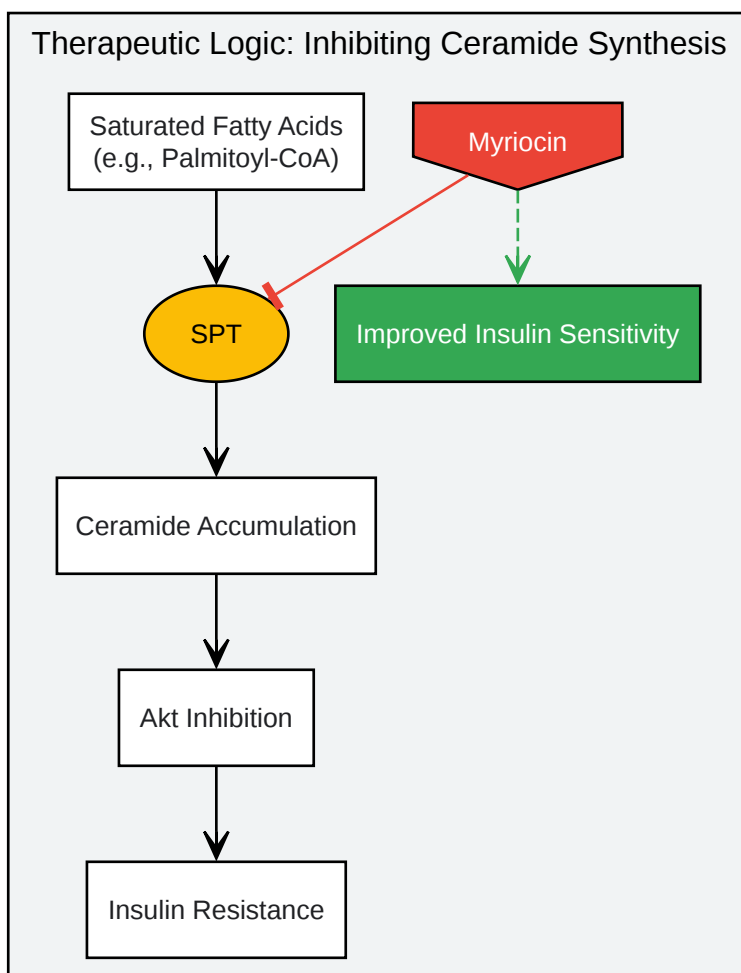 Therapeutic Logic: Inhibiting Ceramide Synthesis
Saturated Fatty Acids
(e.g., Palmitoyl-CoA)
Myriocin
SPT
Improved Insulin Sensitivity
Ceramide Accumulation
Akt Inhibition
Insulin Resistance